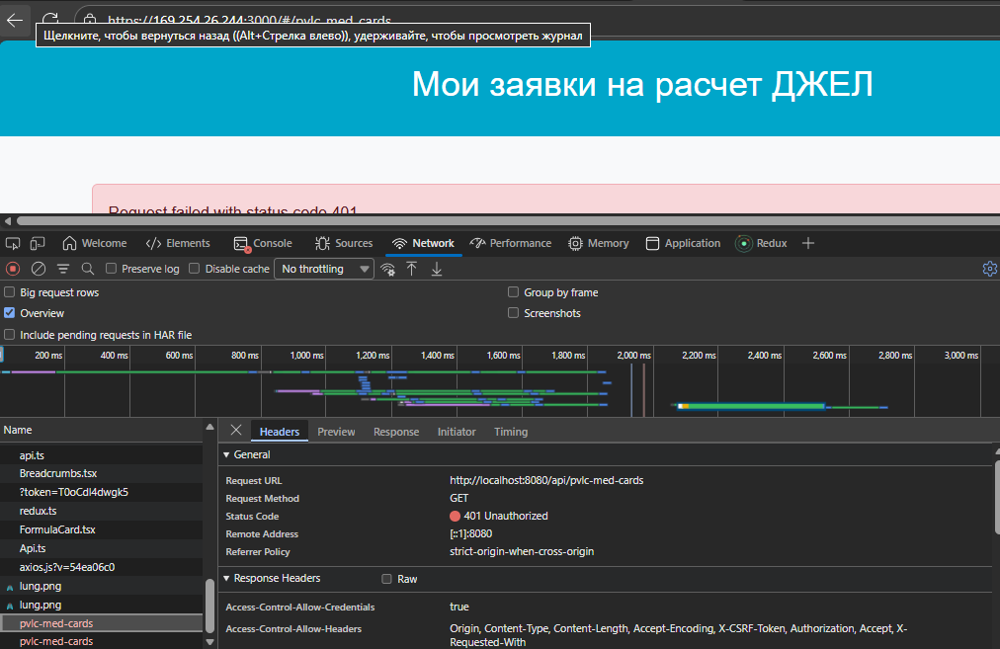 https://169.254.26.244:3000/#/pvlc_med_cards
Щелкните, чтобы вернуться назад ((Alt+Стрелка влево)), удерживайте, чтобы просмотреть журнал
Мои заявки на расчет ДЖЕЛ
Request failed with status code 401
Welcome Elements Console Sources Network Performance Memory Application Redux
Preserve log Disable cache No throttling
Big request rows Group by frame
Overview Screenshots
Include pending requests in HAR file
200 ms 400 ms 600 ms 800 ms 1,000 ms 1,200 ms 1,400 ms 1,600 ms 1,800 ms 2,000 ms 2,200 ms 2,400 ms 2,600 ms 2,800 ms 3,000 ms
Name
api.ts
Breadcrumbs.tsx
?token=T0oCdI4dwgk5
redux.ts
FormulaCard.tsx
Api.ts
axios.js?v=54ea06c0
lung.png
lung.png
pvlc-med-cards
pvlc-med-cards
Headers Preview Response Initiator Timing
General
Request URL http://localhost:8080/api/pvlc-med-cards
Request Method GET
Status Code 401 Unauthorized
Remote Address [::1]:8080
Referrer Policy strict-origin-when-cross-origin
Response Headers Raw
Access-Control-Allow-Credentials true
Access-Control-Allow-Headers Origin, Content-Type, Content-Length, Accept-Encoding, X-CSRF-Token, Authorization, Accept, X-
Requested-With